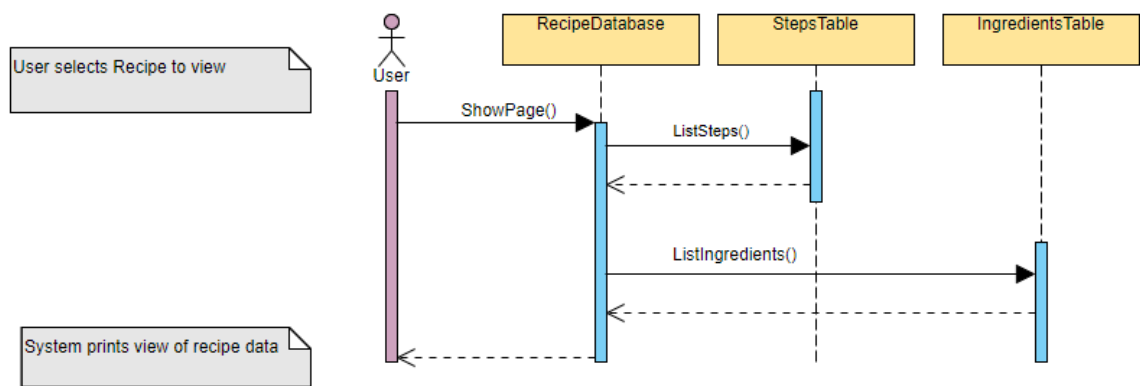 RecipeDatabase
StepsTable
IngredientsTable
User selects Recipe to view
User
ShowPage()
ListSteps()
ListIngredients()
System prints view of recipe data